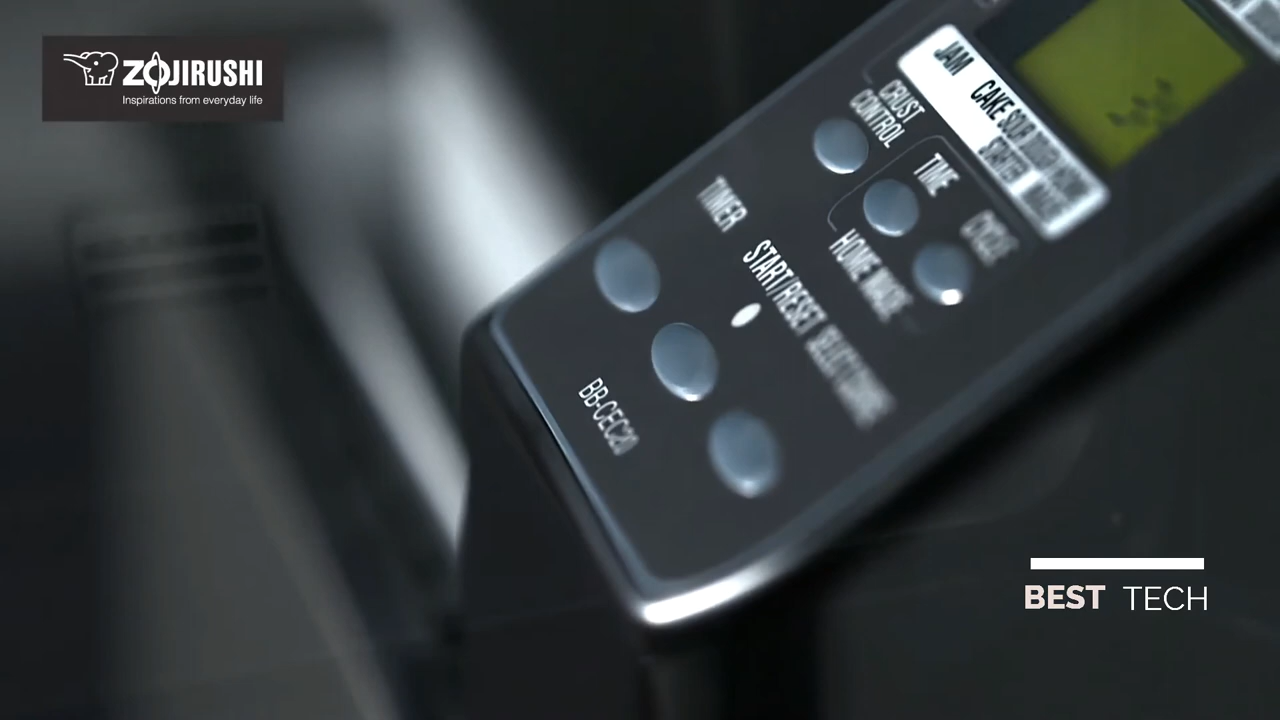 ZOJIRUSHI
Inspirations from everyday life
JAM
CAKE
CRUST
CONTROL
TIME
CYCLE
TIMER
HOME MADE
START/RESET
BB-CEC20
BEST TECH